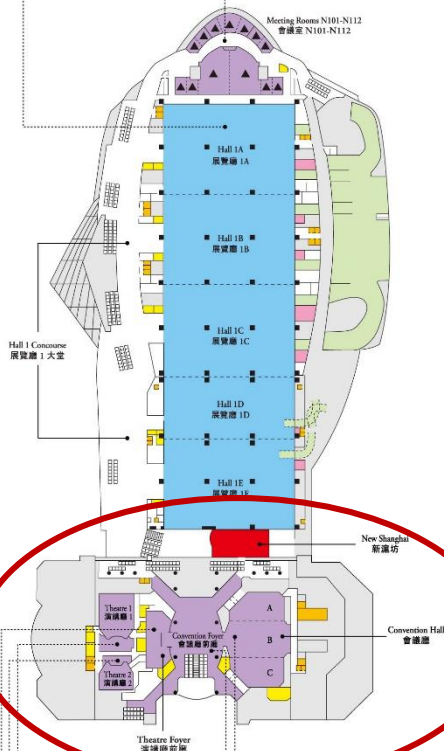 Meeting Rooms N101-N112
會議室 N101-N112
Hall 1A
展覽廳 1A
Hall 1B
展覽廳 1B
Hall 1C
展覽廳 1C
Hall 1 Concourse
展覽廳 1 大堂
Hall 1D
展覽廳 1D
Hall 1E
展覽廳 1E
New Shanghai
新滬坊
Theatre 1
演講廳 1
A
Convention Foyer
會議廳前廳
B
Convention Hall
會議廳
Theatre 2
演講廳 2
C
Theatre Foyer
演講廳前廳